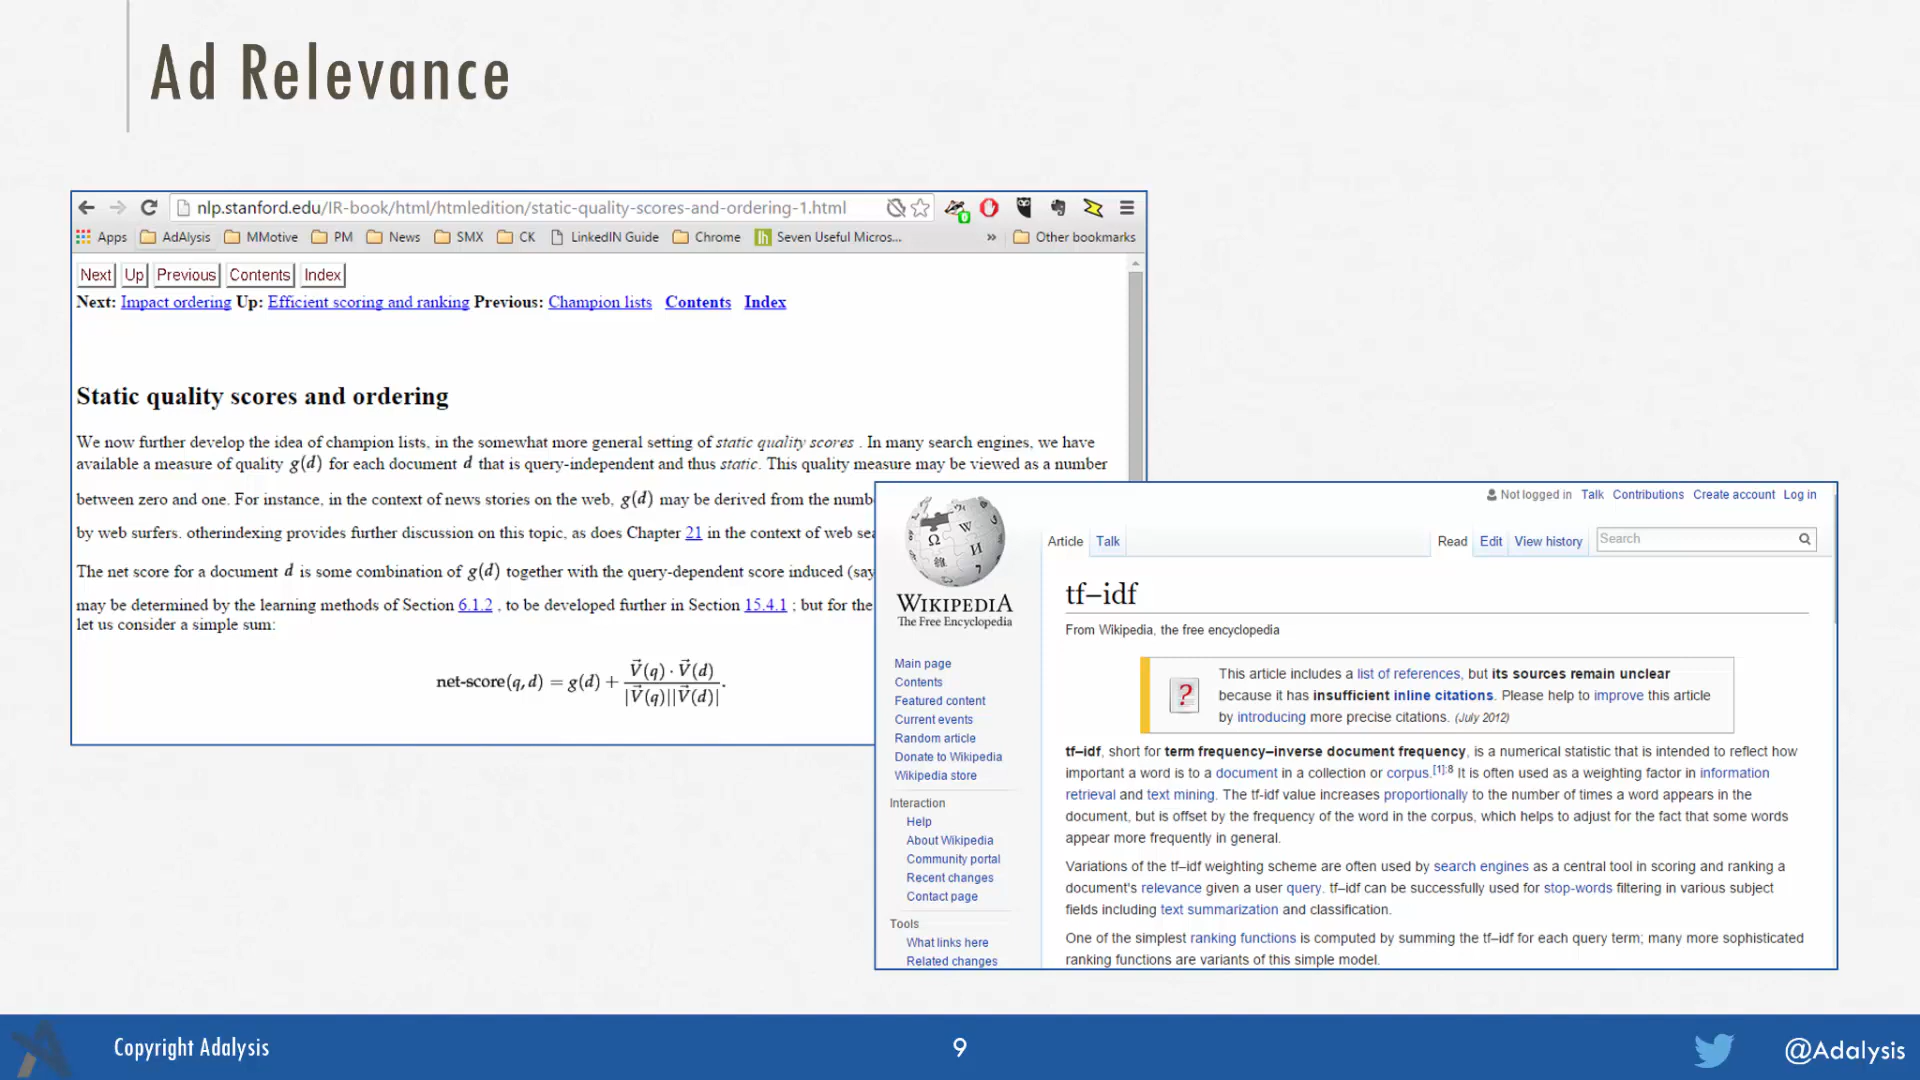 Ad Relevance
nlp.stanford.edu/IR-book/html/htmledition/static-quality-scores-and-ordering-1.html
Apps AdAlysis MMotive PM News SMX CK LinkedIN Guide Chrome Seven Useful Micros... » Other bookmarks
Next Up Previous Contents Index
Next: Impact ordering Up: Efficient scoring and ranking Previous: Champion lists Contents Index
Static quality scores and ordering
We now further develop the idea of champion lists, in the somewhat more general setting of static quality scores . In many search engines, we have
available a measure of quality g(d) for each document d that is query-independent and thus static. This quality measure may be viewed as a number
between zero and one. For instance, in the context of news stories on the web, g(d) may be derived from the numb
by web surfers. otherindexing provides further discussion on this topic, as does Chapter 21 in the context of web sea
The net score for a document d is some combination of g(d) together with the query-dependent score induced (say
may be determined by the learning methods of Section 6.1.2 , to be developed further in Section 15.4.1 ; but for the
let us consider a simple sum:
net-score(q, d) = g(d) + V⃗(q) · V⃗(d) / |V⃗(q)||V⃗(d)| .
Not logged in Talk Contributions Create account Log in
Article Talk Read Edit View history Search
WIKIPEDIA
The Free Encyclopedia
Main page
Contents
Featured content
Current events
Random article
Donate to Wikipedia
Wikipedia store
Interaction
Help
About Wikipedia
Community portal
Recent changes
Contact page
Tools
What links here
Related changes
tf–idf
From Wikipedia, the free encyclopedia
This article includes a list of references, but its sources remain unclear
because it has insufficient inline citations. Please help to improve this article
by introducing more precise citations. (July 2012)
tf–idf, short for term frequency–inverse document frequency, is a numerical statistic that is intended to reflect how
important a word is to a document in a collection or corpus.[1]:8 It is often used as a weighting factor in information
retrieval and text mining. The tf-idf value increases proportionally to the number of times a word appears in the
document, but is offset by the frequency of the word in the corpus, which helps to adjust for the fact that some words
appear more frequently in general.
Variations of the tf–idf weighting scheme are often used by search engines as a central tool in scoring and ranking a
document's relevance given a user query. tf–idf can be successfully used for stop-words filtering in various subject
fields including text summarization and classification.
One of the simplest ranking functions is computed by summing the tf–idf for each query term; many more sophisticated
ranking functions are variants of this simple model.
Copyright Adalysis
9
@Adalysis